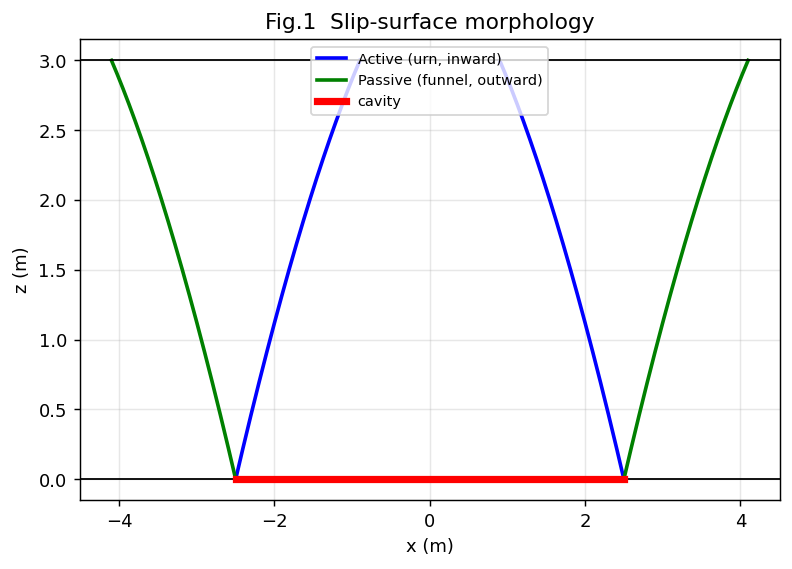 Fig.1  Slip-surface morphology
Active (urn, inward)
Passive (funnel, outward)
cavity
3.0
2.5
2.0
1.5
1.0
0.5
0.0
z (m)
−4
−2
0
2
4
x (m)